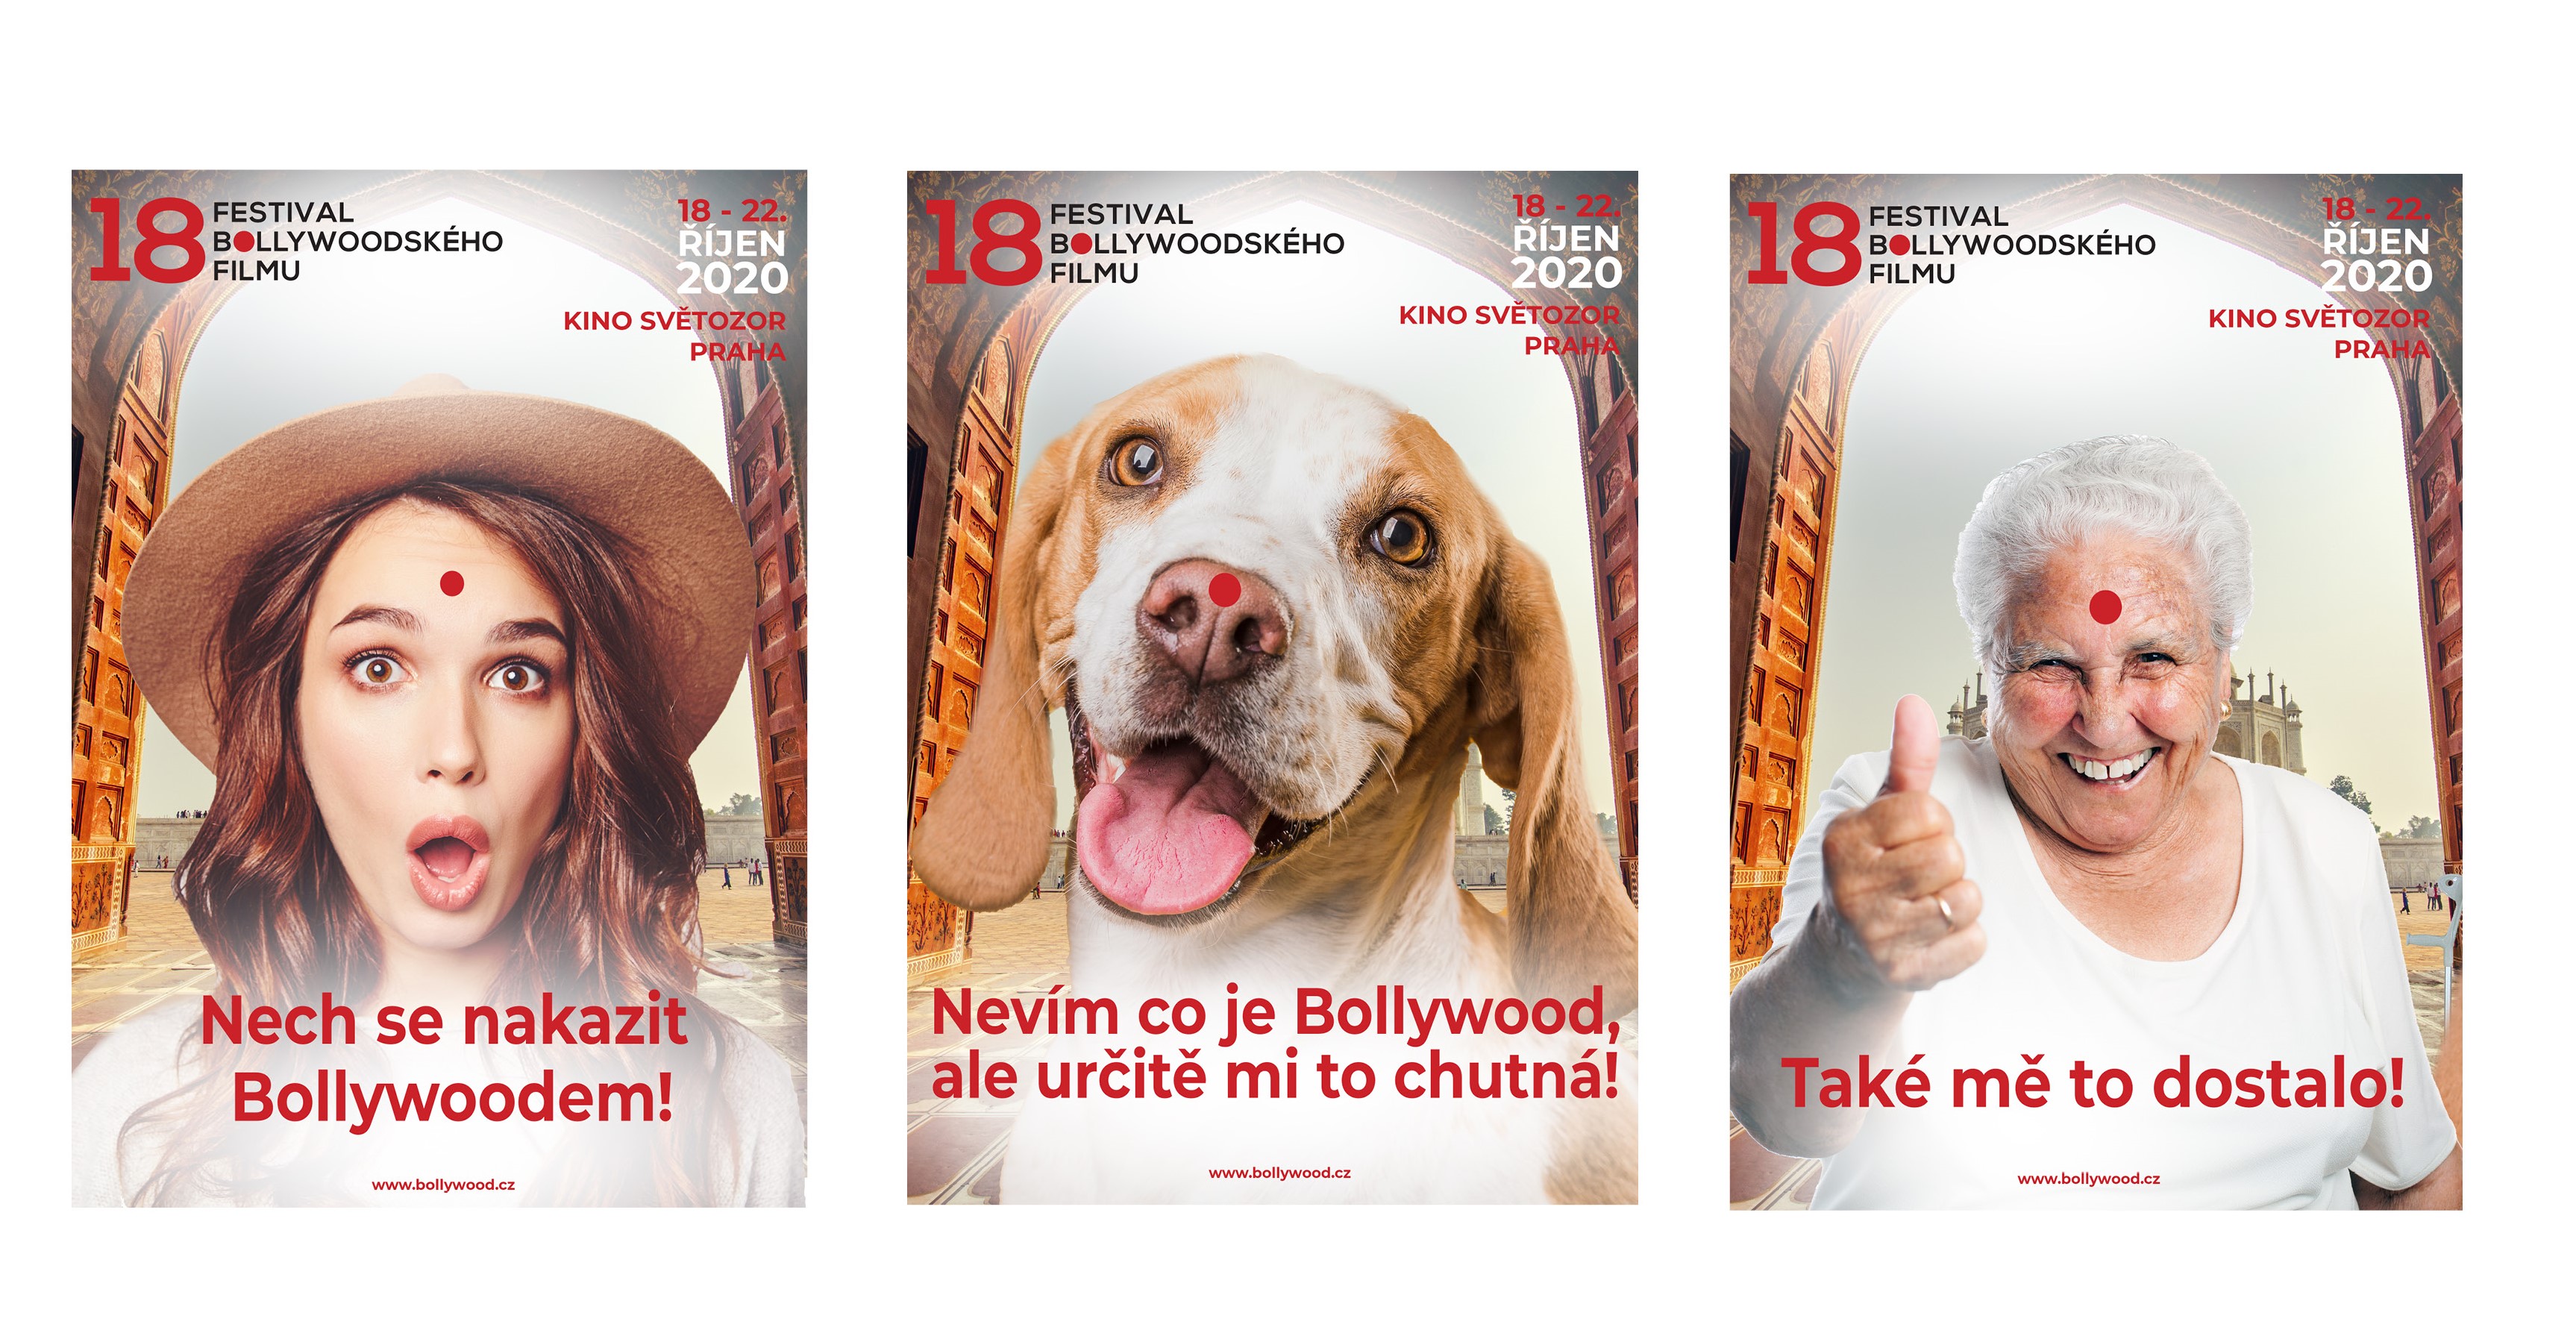 18
FESTIVAL
BOLLYWOODSKÉHO
FILMU
18 - 22.
ŘÍJEN
2020
KINO SVĚTOZOR
PRAHA
Nech se nakazit
Bollywoodem!
www.bollywood.cz
18
FESTIVAL
BOLLYWOODSKÉHO
FILMU
18 - 22.
ŘÍJEN
2020
KINO SVĚTOZOR
PRAHA
Nevím co je Bollywood,
ale určitě mi to chutná!
www.bollywood.cz
18
FESTIVAL
BOLLYWOODSKÉHO
FILMU
18 - 22.
ŘÍJEN
2020
KINO SVĚTOZOR
PRAHA
Také mě to dostalo!
www.bollywood.cz